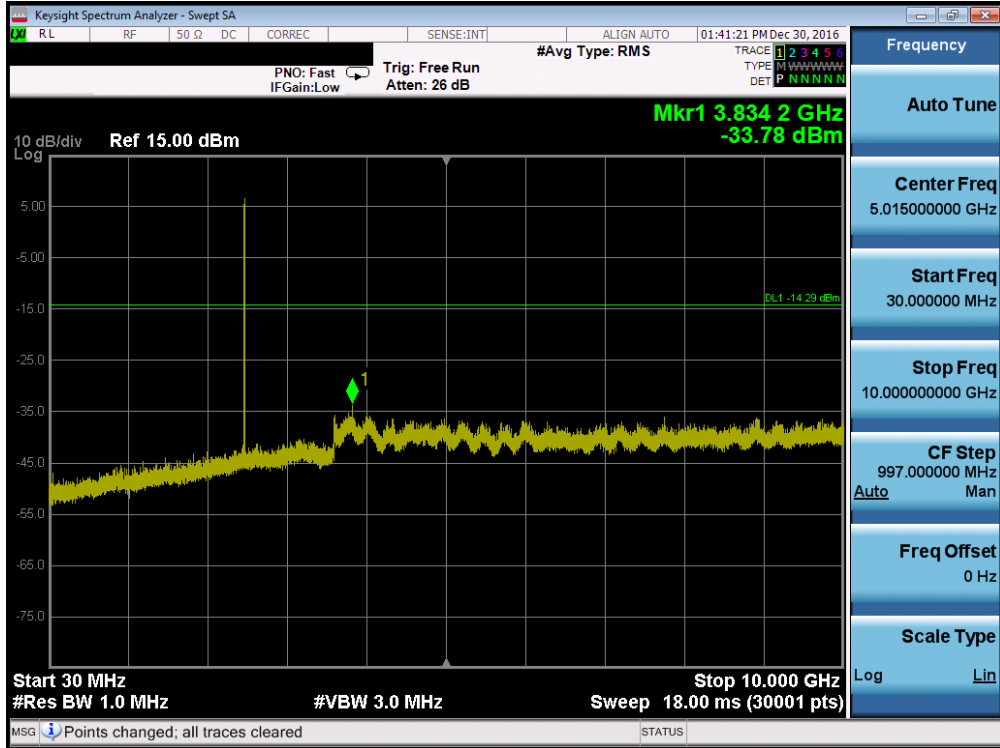 Keysight Spectrum Analyzer - Swept SA
LXI RL RF 50 Ω DC CORREC SENSE:INT ALIGN AUTO 01:41:21 PM Dec 30, 2016
#Avg Type: RMS TRACE 1 2 3 4 5 6
PNO: Fast Trig: Free Run TYPE M WWWWW
IFGain:Low Atten: 26 dB DET P N N N N N
Frequency
Mkr1 3.834 2 GHz
-33.78 dBm
10 dB/div Ref 15.00 dBm
Log
5.00
-5.00
-15.0
-25.0
-35.0
-45.0
-55.0
-65.0
-75.0
DL1 -14.29 dBm
1
Start 30 MHz Stop 10.000 GHz
#Res BW 1.0 MHz #VBW 3.0 MHz Sweep 18.00 ms (30001 pts)
Auto Tune
Center Freq
5.015000000 GHz
Start Freq
30.000000 MHz
Stop Freq
10.000000000 GHz
CF Step
997.000000 MHz
Auto Man
Freq Offset
0 Hz
Scale Type
Log Lin
MSG Points changed; all traces cleared STATUS